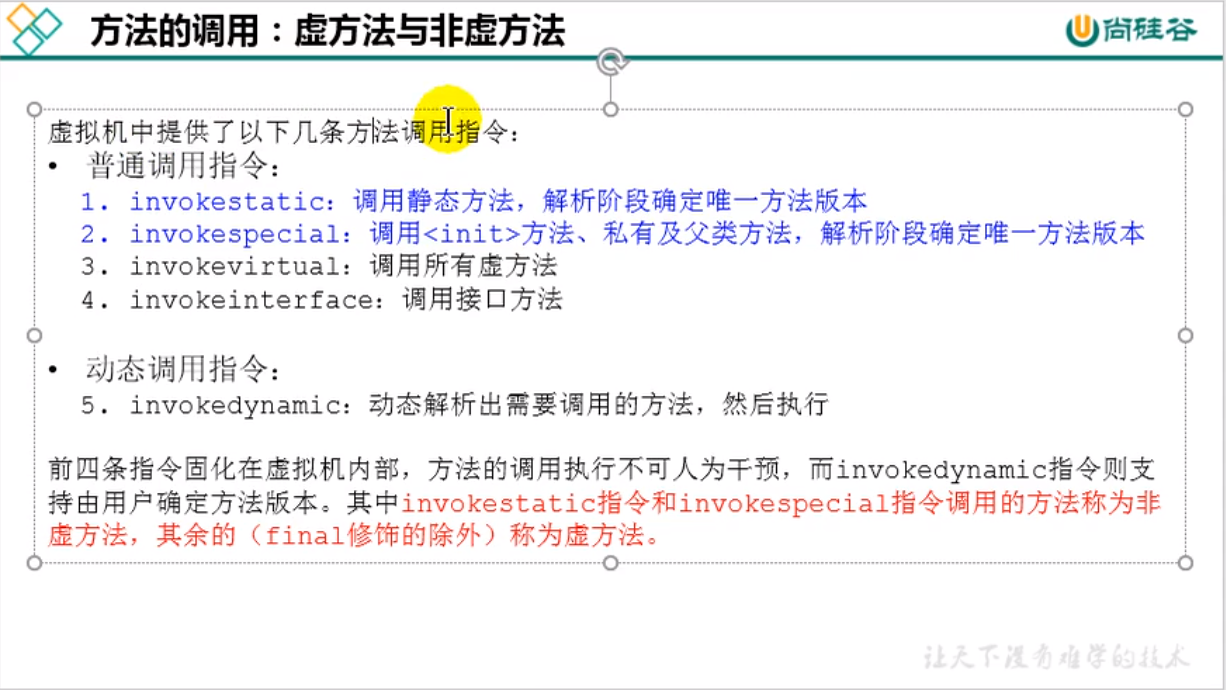 方法的调用：虚方法与非虚方法
尚硅谷
虚拟机中提供了以下几条方法调用指令：
• 普通调用指令：
1. invokestatic：调用静态方法，解析阶段确定唯一方法版本
2. invokespecial：调用<init>方法、私有及父类方法，解析阶段确定唯一方法版本
3. invokevirtual：调用所有虚方法
4. invokeinterface：调用接口方法
• 动态调用指令：
5. invokedynamic：动态解析出需要调用的方法，然后执行
前四条指令固化在虚拟机内部，方法的调用执行不可人为干预，而invokedynamic指令则支
持由用户确定方法版本。其中invokestatic指令和invokespecial指令调用的方法称为非
虚方法，其余的（final修饰的除外）称为虚方法。
让天下没有难学的技术